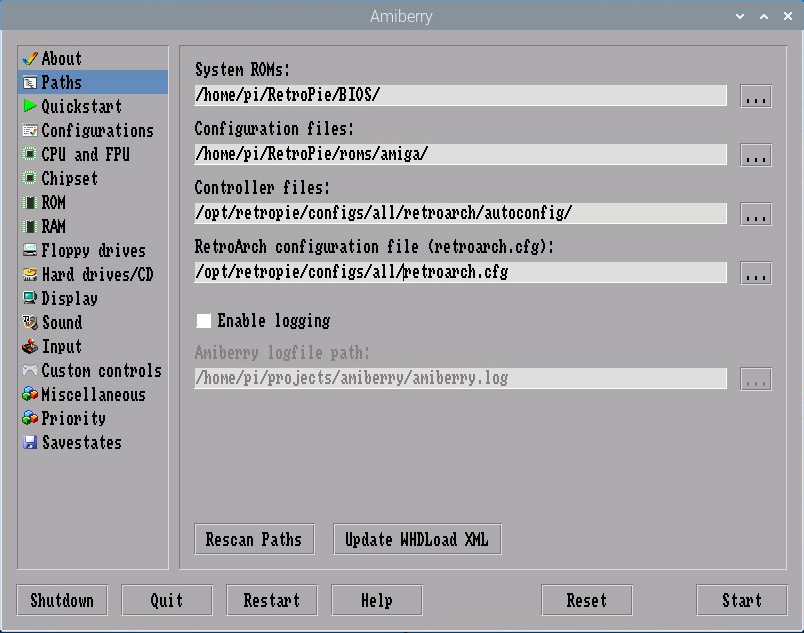 Amiberry
About
Paths
Quickstart
Configurations
CPU and FPU
Chipset
ROM
RAM
Floppy drives
Hard drives/CD
Display
Sound
Input
Custom controls
Miscellaneous
Priority
Savestates
System ROMs:
/home/pi/RetroPie/BIOS/
...
Configuration files:
/home/pi/RetroPie/roms/amiga/
...
Controller files:
/opt/retropie/configs/all/retroarch/autoconfig/
...
RetroArch configuration file (retroarch.cfg):
/opt/retropie/configs/all/retroarch.cfg
...
Enable logging
Amiberry logfile path:
/home/pi/projects/amiberry/amiberry.log
...
Rescan Paths Update WHDLoad XML
Shutdown Quit Restart Help Reset Start